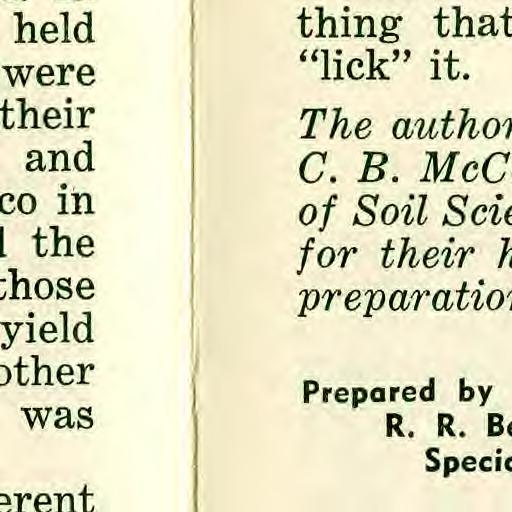 held
were
their
and
co in
the
those
yield
other
was
erent
thing that
“lick” it.
The author
C. B. McC
of Soil Scie
for their h
preparation
Prepared by
R. R. Be
Specia